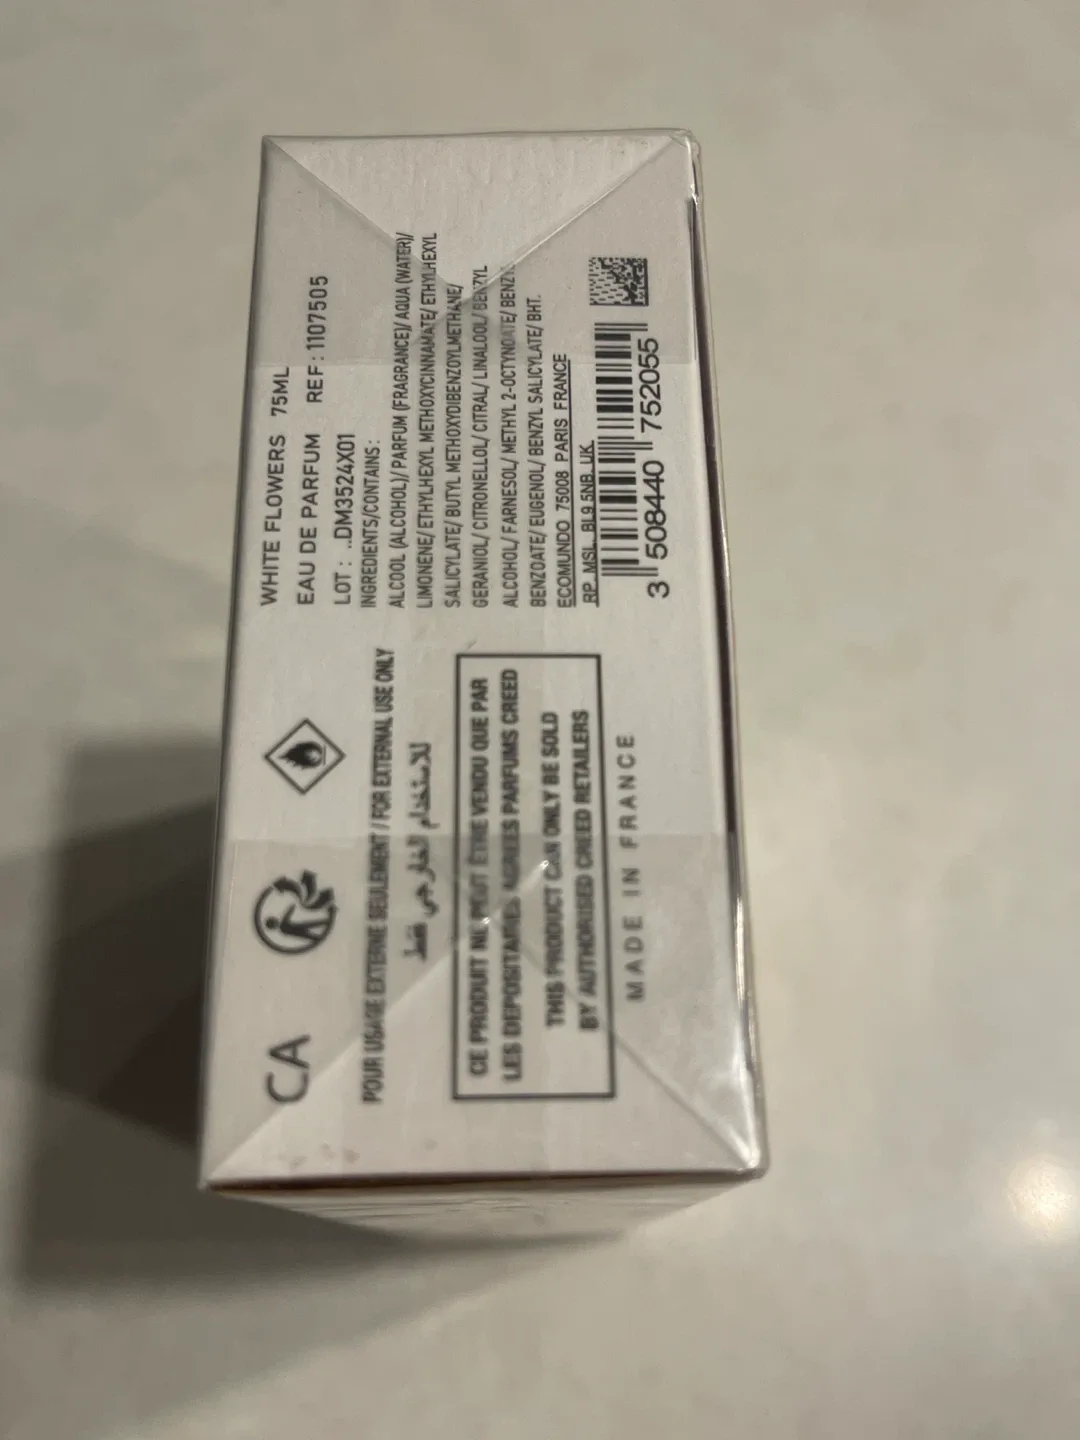 WHITE FLOWERS 75ML
EAU DE PARFUM REF : 1107505
LOT : ..DM3524X01
INGREDIENTS/CONTAINS :
ALCOOL (ALCOHOL)/ PARFUM (FRAGRANCE)/ AQUA (WATER)/
LIMONENE/ ETHYLHEXYL METHOXYCINNAMATE/ ETHYLHEXYL
SALICYLATE/ BUTYL METHOXYDIBENZOYLMETHANE/
GERANIOL/ CITRONELLOL/ CITRAL/ LINALOOL/ BENZYL
ALCOHOL/ FARNESOL/ METHYL 2-OCTYNOATE/ BENZYL
BENZOATE/ EUGENOL/ BENZYL SALICYLATE/ BHT.
ECOMUNDO 75008 PARIS FRANCE
RP. MSL. BL9 5NB. UK
3 508440 752055
CA
POUR USAGE EXTERNE SEULEMENT / FOR EXTERNAL USE ONLY
للاستخدام الخارجي فقط
CE PRODUIT NE PEUT ÊTRE VENDU QUE PAR
LES DEPOSITAIRES AGREES PARFUMS CREED
THIS PRODUCT CAN ONLY BE SOLD
BY AUTHORISED CREED RETAILERS
MADE IN FRANCE